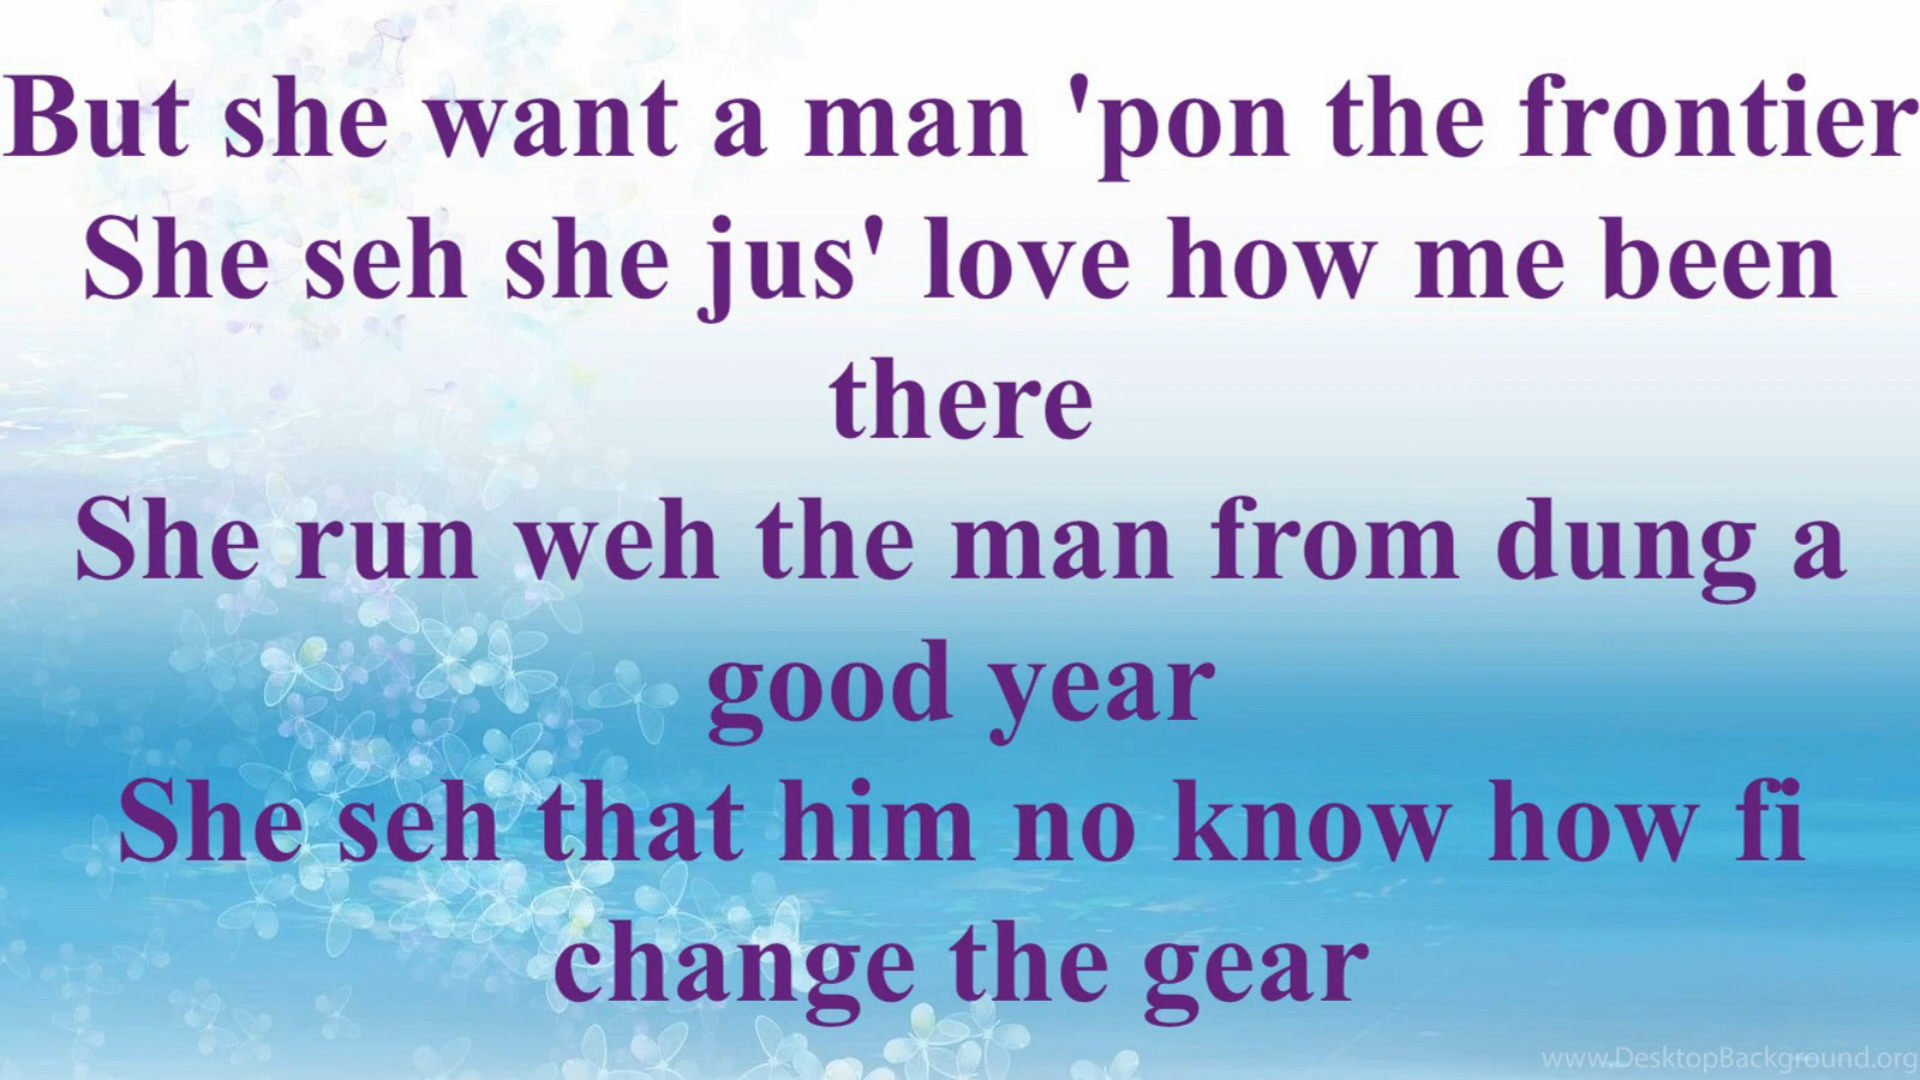 But she want a man 'pon the frontier
She seh she jus' love how me been
there
She run weh the man from dung a
good year
She seh that him no know how fi
change the gear
www.DesktopBackground.org